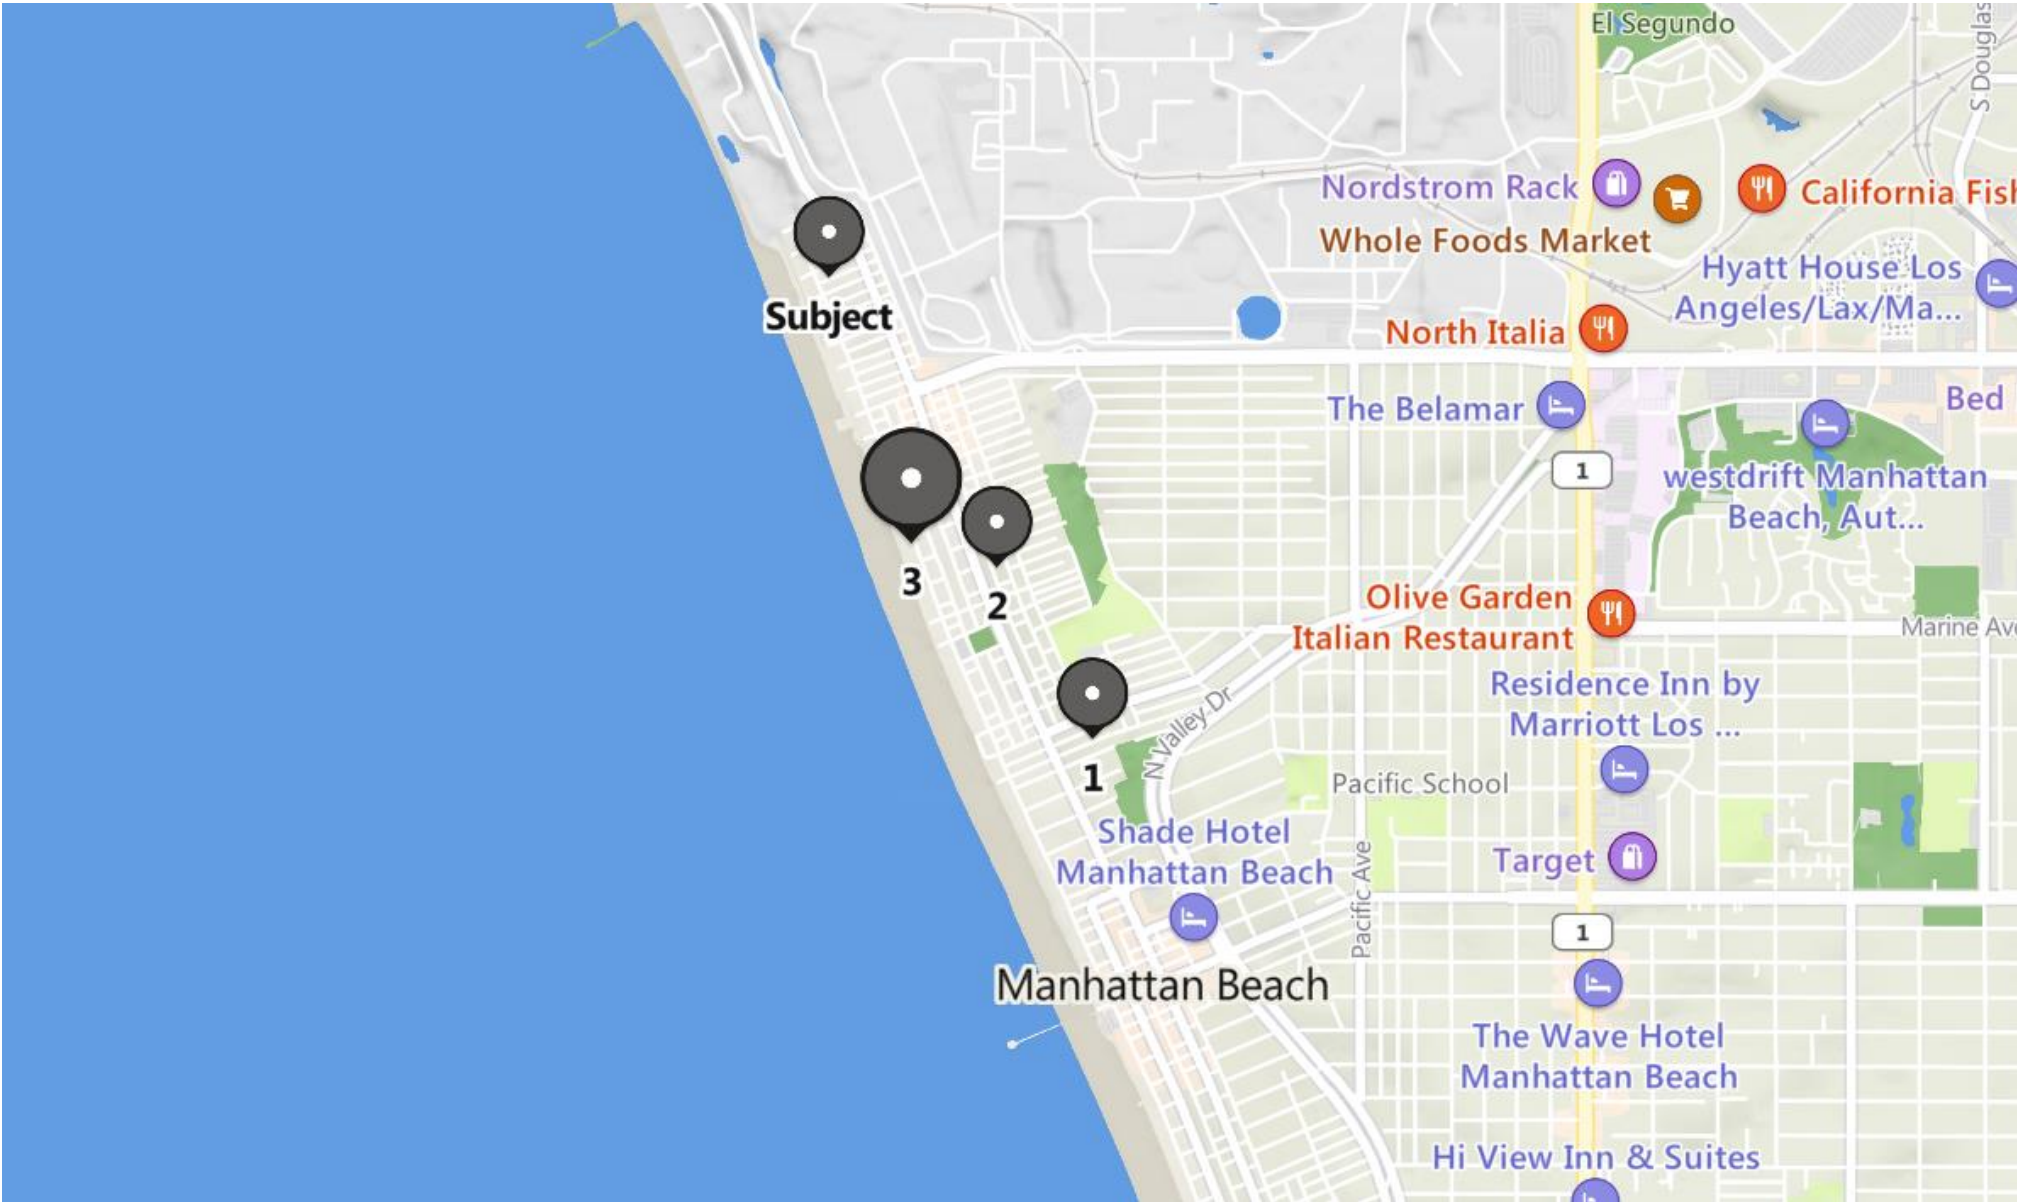 El Segundo
S Douglas
Nordstrom Rack
California Fish
Whole Foods Market
Hyatt House Los
Angeles/Lax/Ma...
Subject
North Italia
The Belamar
Bed
1
westdrift Manhattan
Beach, Aut...
3
2
Olive Garden
Italian Restaurant
Marine Ave
N Valley Dr
Residence Inn by
Marriott Los ...
1
Pacific School
Shade Hotel
Manhattan Beach
Target
Pacific Ave
1
Manhattan Beach
The Wave Hotel
Manhattan Beach
Hi View Inn & Suites